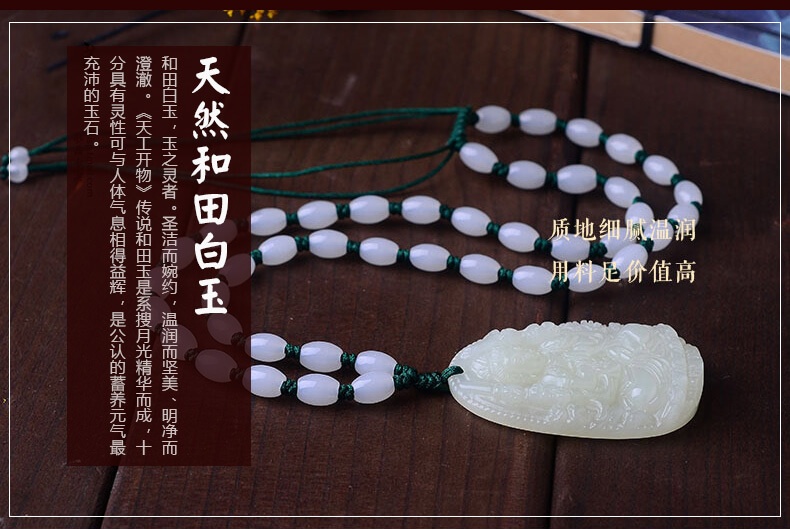 天然和田白玉
和田白玉，玉之灵者。圣洁而婉约，温润而坚美、明净而
澄澈。《天工开物》传说和田玉是系搜月光精华而成，十
分具有灵性可与人体气息相得益辉，是公认的蓄养元气最
充沛的玉石。
质地细腻温润
用料足价值高